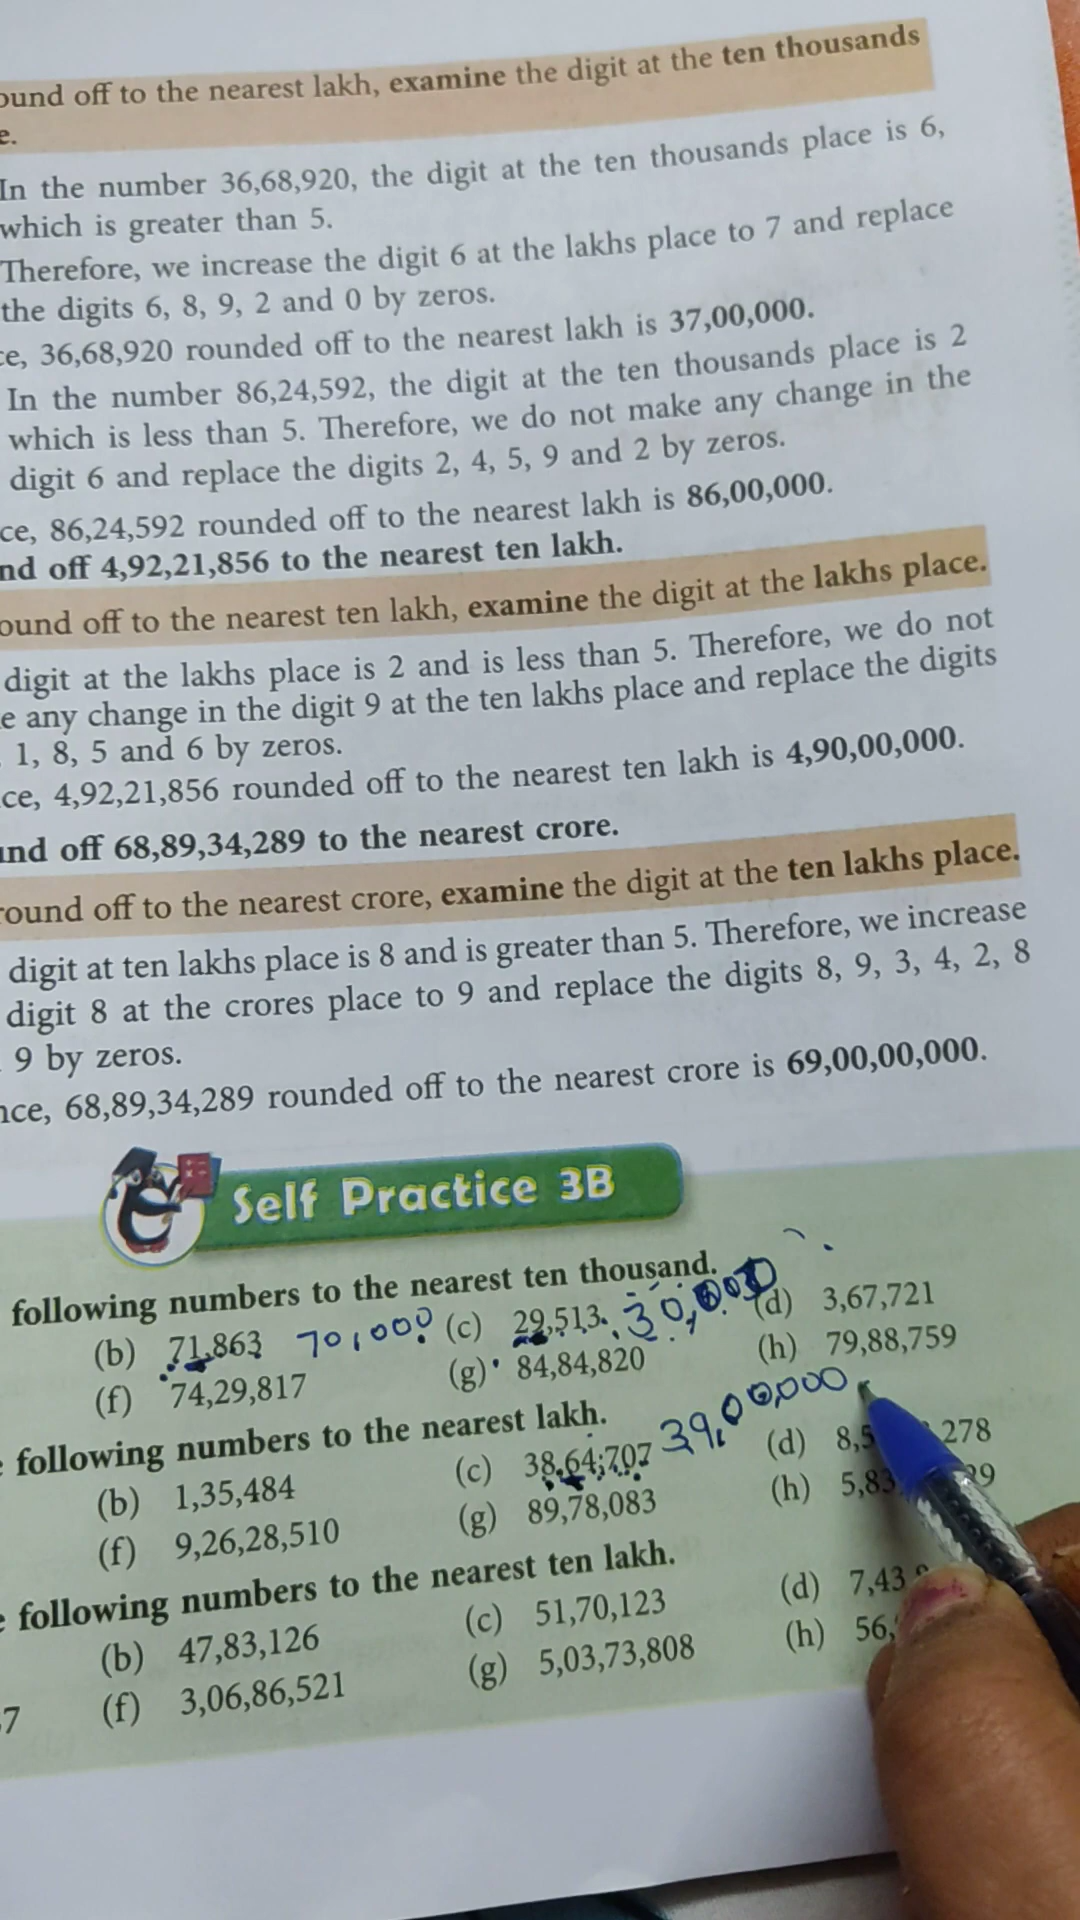 ound off to the nearest lakh, examine the digit at the ten thousands
e.
In the number 36,68,920, the digit at the ten thousands place is 6,
which is greater than 5.
Therefore, we increase the digit 6 at the lakhs place to 7 and replace
the digits 6, 8, 9, 2 and 0 by zeros.
ce, 36,68,920 rounded off to the nearest lakh is 37,00,000.
In the number 86,24,592, the digit at the ten thousands place is 2
which is less than 5. Therefore, we do not make any change in the
digit 6 and replace the digits 2, 4, 5, 9 and 2 by zeros.
ce, 86,24,592 rounded off to the nearest lakh is 86,00,000.
nd off 4,92,21,856 to the nearest ten lakh.
ound off to the nearest ten lakh, examine the digit at the lakhs place.
digit at the lakhs place is 2 and is less than 5. Therefore, we do not
e any change in the digit 9 at the ten lakhs place and replace the digits
1, 8, 5 and 6 by zeros.
ce, 4,92,21,856 rounded off to the nearest ten lakh is 4,90,00,000.
und off 68,89,34,289 to the nearest crore.
round off to the nearest crore, examine the digit at the ten lakhs place.
digit at ten lakhs place is 8 and is greater than 5. Therefore, we increase
digit 8 at the crores place to 9 and replace the digits 8, 9, 3, 4, 2, 8
9 by zeros.
nce, 68,89,34,289 rounded off to the nearest crore is 69,00,00,000.
Self Practice 3B
following numbers to the nearest ten thousand.
(b) 71,863 70,000 (c) 29,513 30,000 (d) 3,67,721
(f) 74,29,817 (g) 84,84,820 (h) 79,88,759
following numbers to the nearest lakh.
(b) 1,35,484 (c) 38,64,707 39,00,000 (d) 8,5 278
(f) 9,26,28,510 (g) 89,78,083 (h) 5,83
following numbers to the nearest ten lakh.
(b) 47,83,126 (c) 51,70,123 (d) 7,43
7 (f) 3,06,86,521 (g) 5,03,73,808 (h) 56,